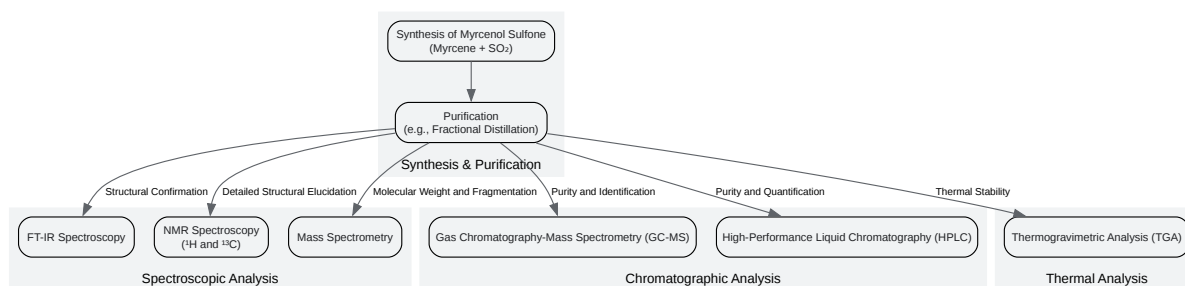 Synthesis of Myrcenol Sulfone
(Myrcene + SO₂)
Purification
(e.g., Fractional Distillation)
Synthesis & Purification
Structural Confirmation
Detailed Structural Elucidation
Molecular Weight and Fragmentation
Purity and Identification
Purity and Quantification
Thermal Stability
FT-IR Spectroscopy
NMR Spectroscopy
(¹H and ¹³C)
Mass Spectrometry
Gas Chromatography-Mass Spectrometry (GC-MS)
High-Performance Liquid Chromatography (HPLC)
Thermogravimetric Analysis (TGA)
Spectroscopic Analysis
Chromatographic Analysis
Thermal Analysis